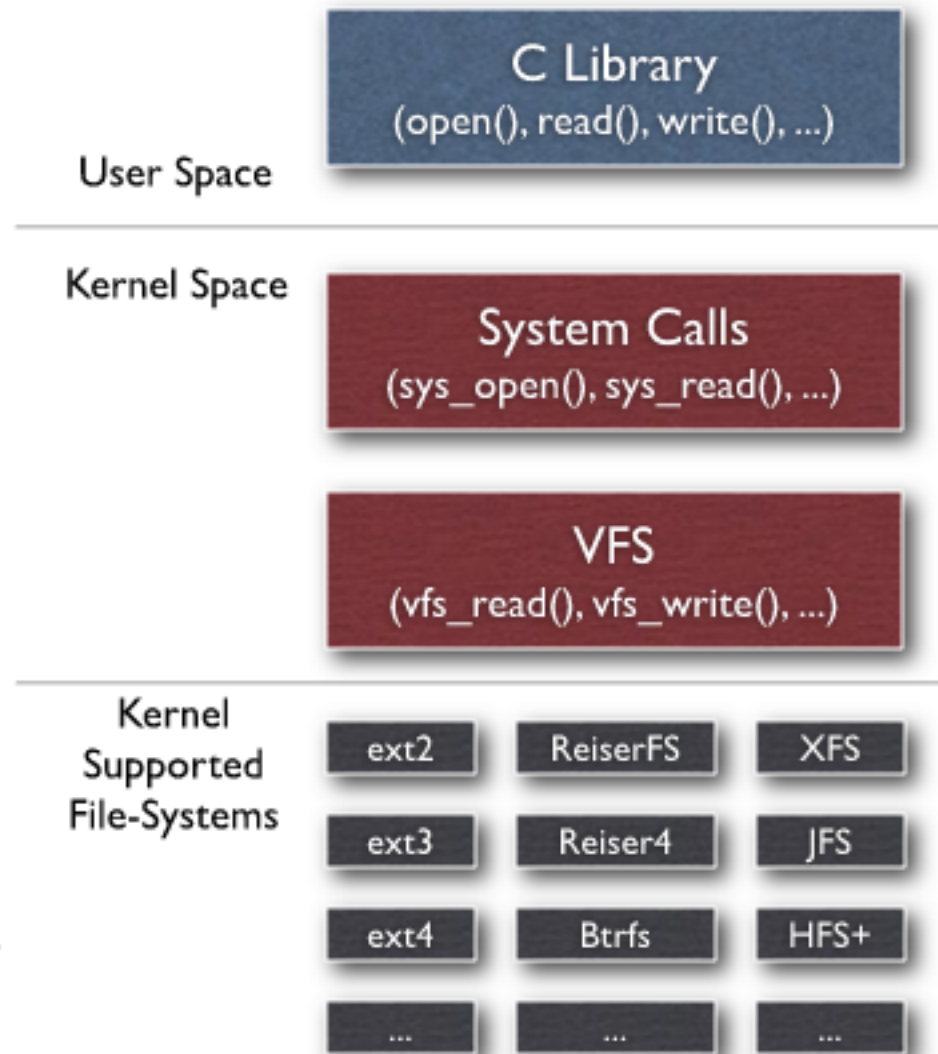 C Library
(open(), read(), write(), ...)
User Space
Kernel Space
System Calls
(sys_open(), sys_read(), ...)
VFS
(vfs_read(), vfs_write(), ...)
Kernel
Supported
File-Systems
ext2 ReiserFS XFS
ext3 Reiser4 JFS
ext4 Btrfs HFS+
... ... ...